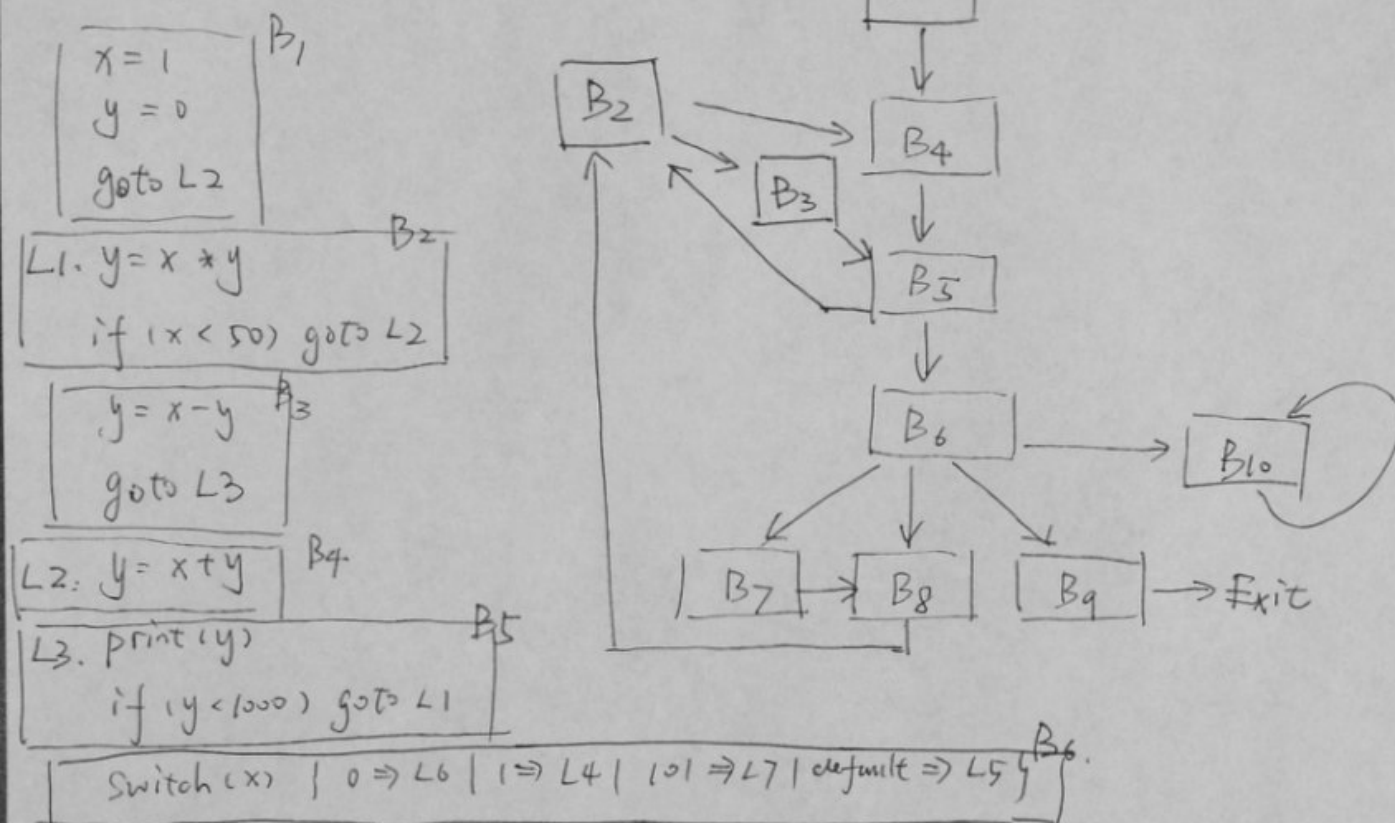 B1
x = 1
y = 0
goto L2
B2
L1. y = x * y
if (x < 50) goto L2
B3
y = x - y
goto L3
B4
L2: y = x + y
B5
L3. print(y)
if (y < 1000) goto L1
B6.
switch(x) { 0 => L6 | 1 => L4 | 101 => L7 | default => L5 }
B2
B4
B3
B5
B6
B10
B7
B8
B9
Exit